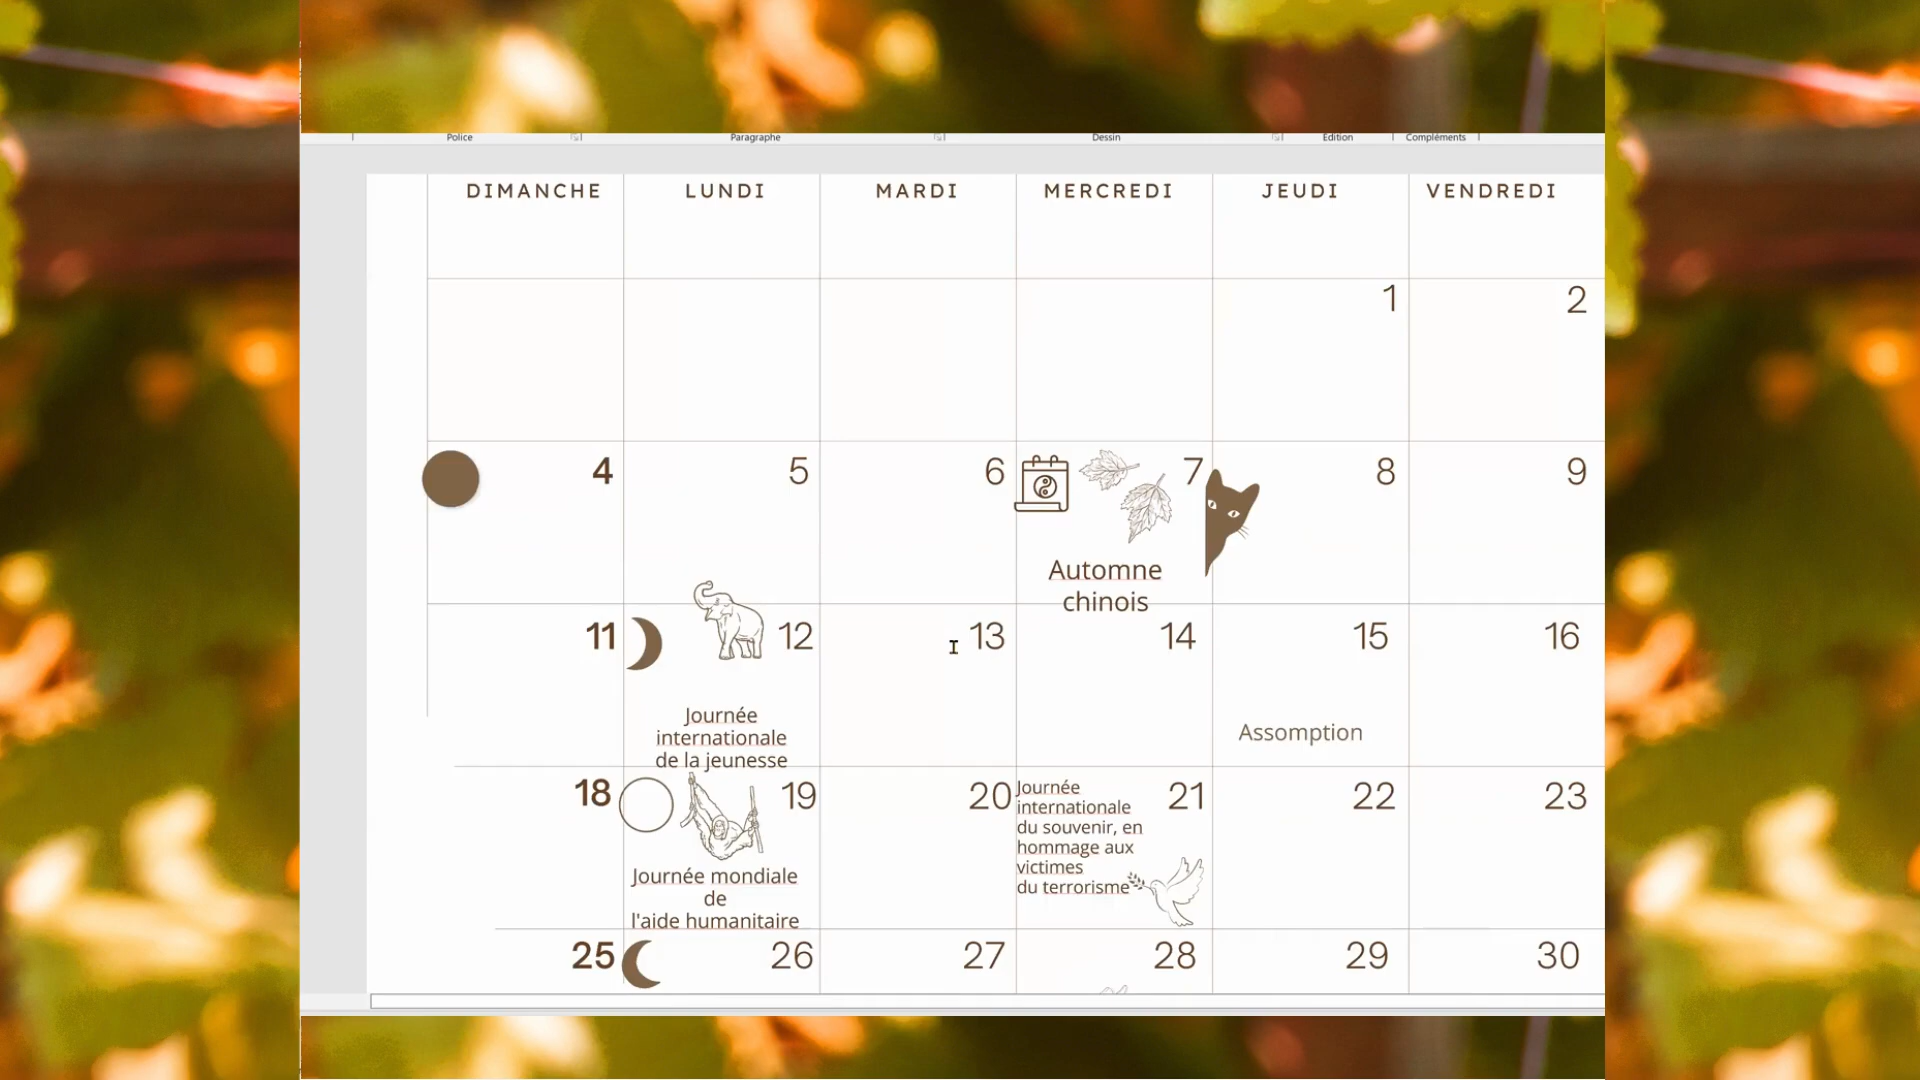 Police Paragraphe Dessin Edition Compléments
DIMANCHE LUNDI MARDI MERCREDI JEUDI VENDREDI
1 2
4 5 6 7 8 9
Automne
chinois
11 12 13 14 15 16
Journée
internationale
de la jeunesse
Assomption
18 19 20 21 22 23
Journée mondiale
de
l'aide humanitaire
Journée
internationale
du souvenir, en
hommage aux
victimes
du terrorisme
25 26 27 28 29 30